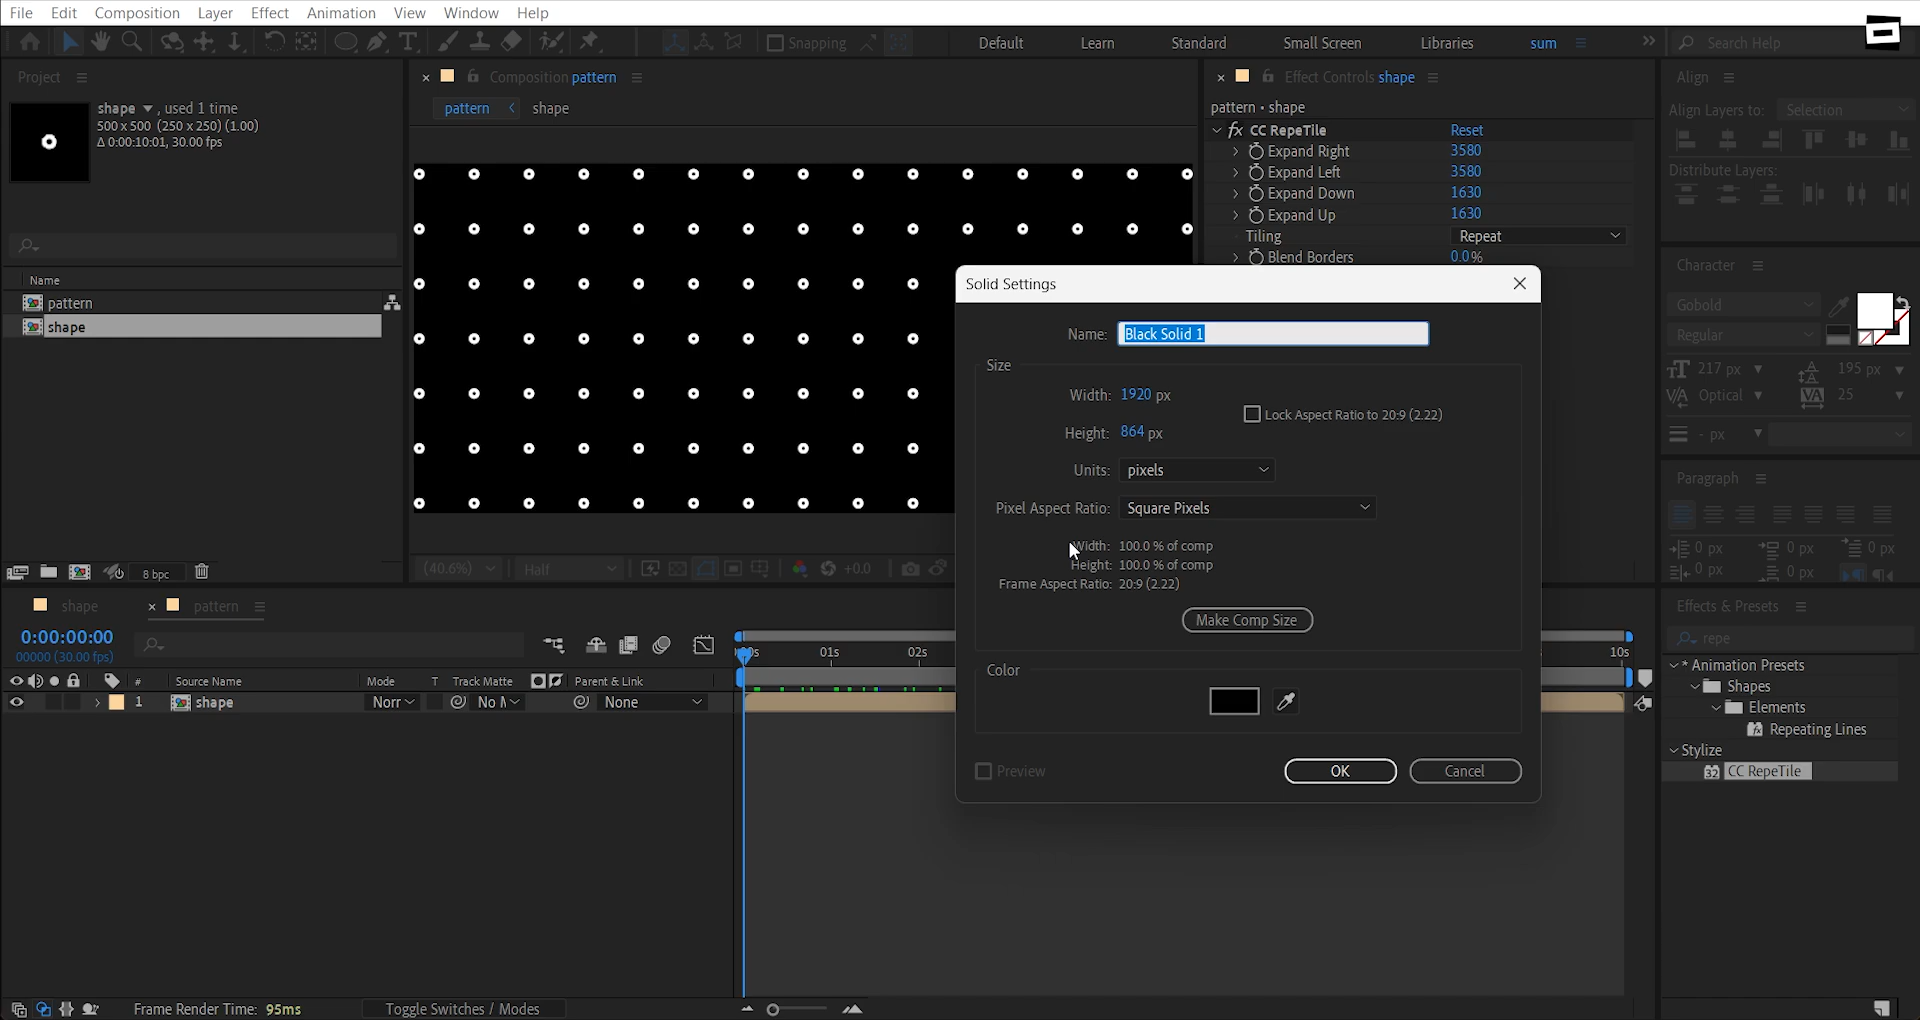 File Edit Composition Layer Effect Animation View Window Help
Snapping Default Learn Standard Small Screen Libraries sum Search Help
Project
shape , used 1 time
500 x 500 (250 x 250) (1.00)
Δ 0:00:10:01, 30.00 fps
Name
pattern
shape
8 bpc
Composition pattern
pattern shape
(40.6%) Half +0.0
Effect Controls shape
pattern • shape
fx CC RepeTile Reset
Expand Right 3580
Expand Left 3580
Expand Down 1630
Expand Up 1630
Tiling Repeat
Blend Borders 0.0%
Solid Settings
Name: Black Solid 1
Size
Width: 1920 px
Lock Aspect Ratio to 20:9 (2.22)
Height: 864 px
Units: pixels
Pixel Aspect Ratio: Square Pixels
Width: 100.0 % of comp
Height: 100.0 % of comp
Frame Aspect Ratio: 20:9 (2.22)
Make Comp Size
Color
Preview OK Cancel
Align
Align Layers to: Selection
Distribute Layers:
Character
Gobold
Regular
217 px 195 px
Optical 25
- px
Paragraph
0 px 0 px 0 px
0 px 0 px
Effects & Presets
repe
* Animation Presets
Shapes
Elements
Repeating Lines
Stylize
32 CC RepeTile
shape pattern
0:00:00:00
00000 (30.00 fps)
01s 02s 10s
# Source Name Mode T Track Matte Parent & Link
1 shape Norr No None
Frame Render Time: 95ms Toggle Switches / Modes